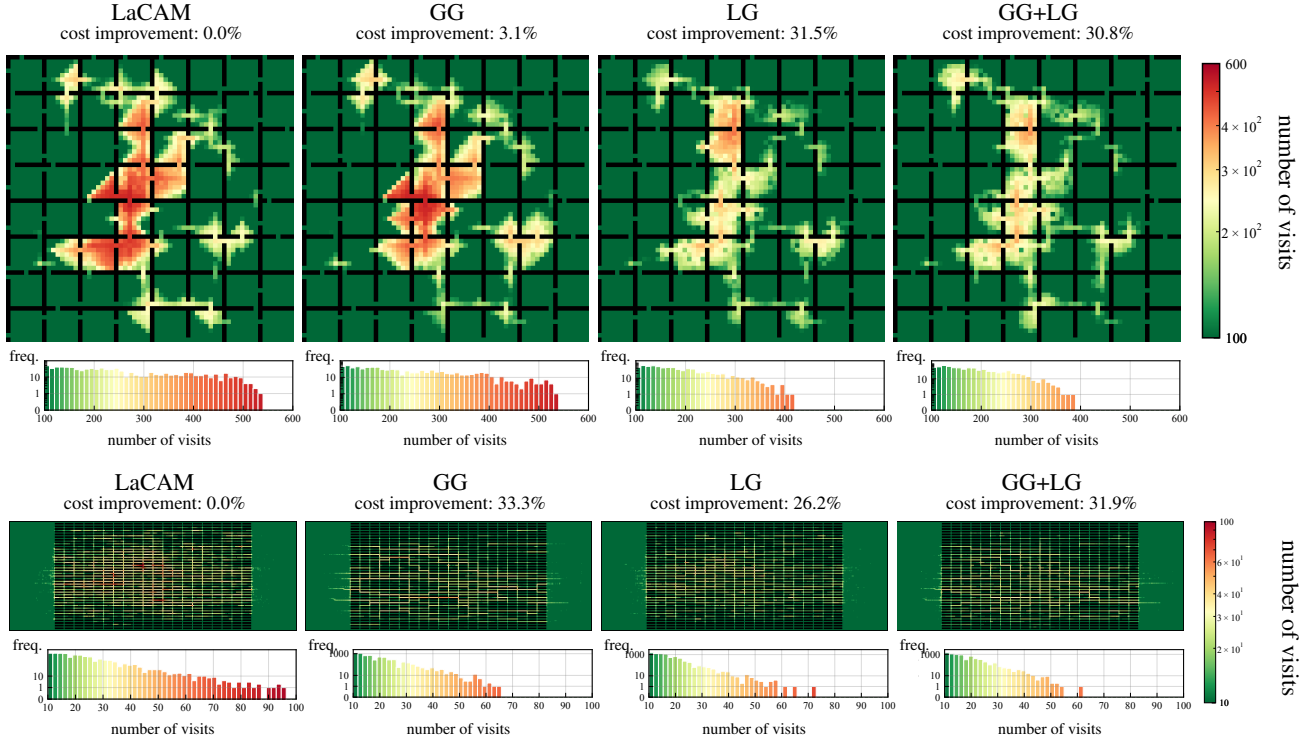 LaCAM GG LG GG+LG
cost improvement: 0.0% cost improvement: 3.1% cost improvement: 31.5% cost improvement: 30.8%
600
4 × 10²
3 × 10²
2 × 10²
100
number of visits
freq. freq. freq. freq.
10 10 10 10
1 1 1 1
0 0 0 0
100 200 300 400 500 600 100 200 300 400 500 600 100 200 300 400 500 600 100 200 300 400 500 600
number of visits number of visits number of visits number of visits
LaCAM GG LG GG+LG
cost improvement: 0.0% cost improvement: 33.3% cost improvement: 26.2% cost improvement: 31.9%
100
6 × 10¹
4 × 10¹
3 × 10¹
2 × 10¹
10
number of visits
freq. freq. freq. freq.
10 1000 1000 1000
1 1 1 1
0 0 0 0
10 20 30 40 50 60 70 80 90 100 10 20 30 40 50 60 70 80 90 100 10 20 30 40 50 60 70 80 90 100 10 20 30 40 50 60 70 80 90 100
number of visits number of visits number of visits number of visits